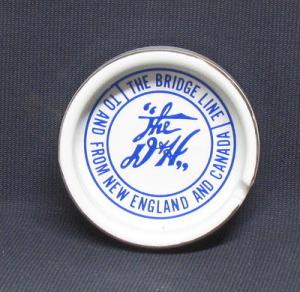 THE BRIDGE LINE
TO AND FROM NEW ENGLAND AND CANADA
"The
D&H"